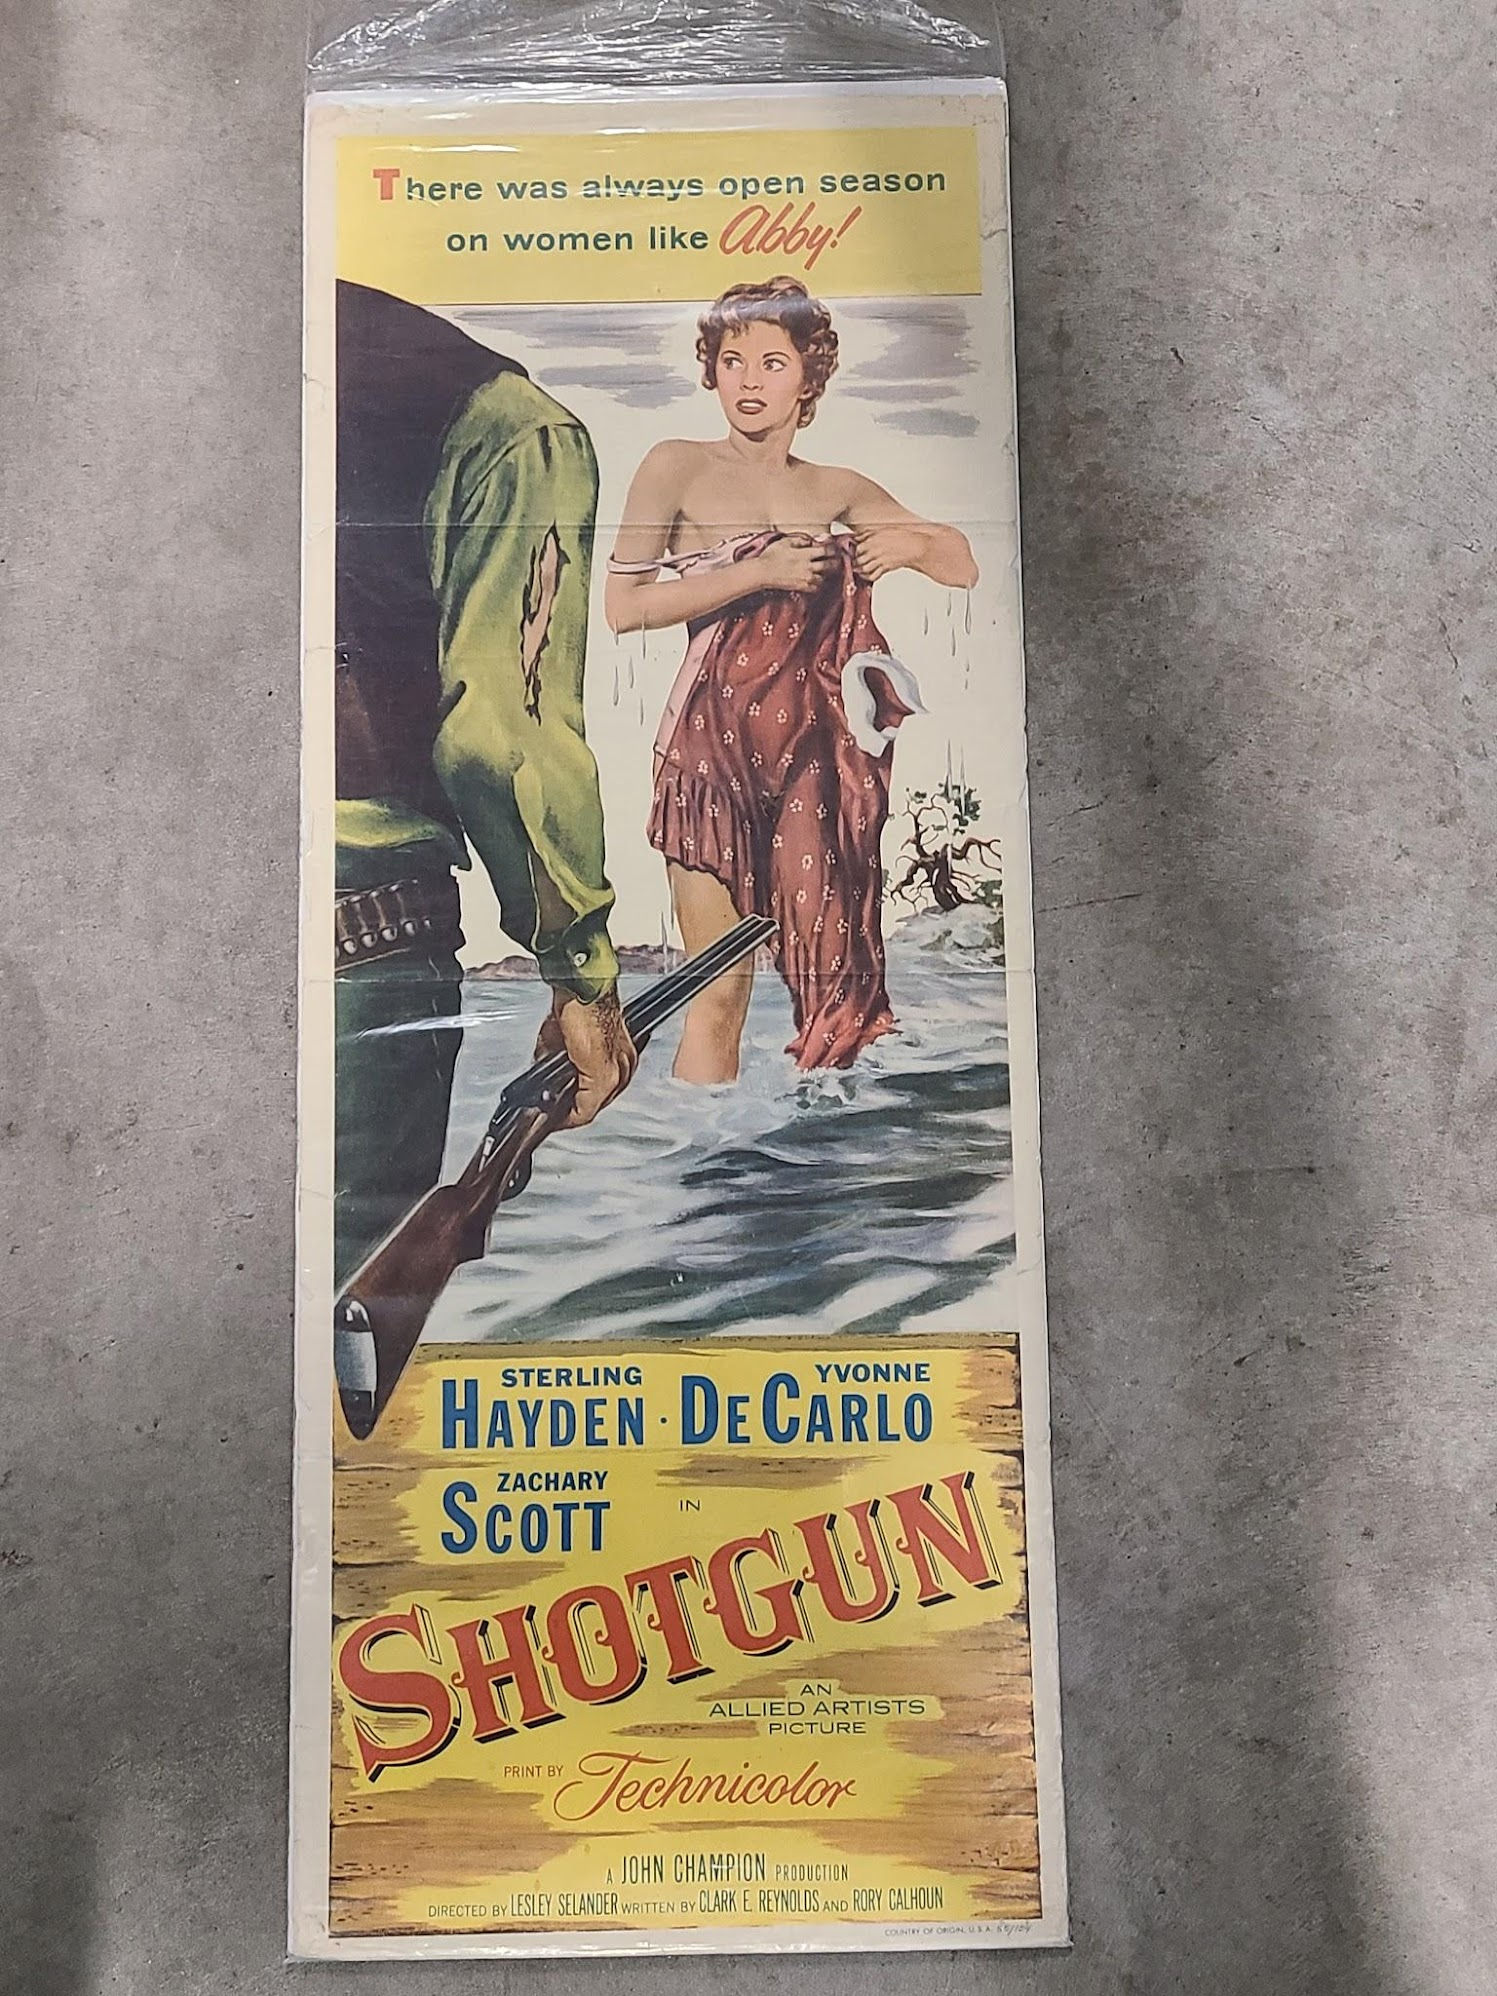 There was always open season
on women like Abby!
STERLING HAYDEN · YVONNE DE CARLO
ZACHARY SCOTT IN
SHOTGUN
AN
ALLIED ARTISTS
PICTURE
PRINT BY Technicolor
A JOHN CHAMPION PRODUCTION
DIRECTED BY LESLEY SELANDER WRITTEN BY CLARK E. REYNOLDS AND RORY CALHOUN
COUNTRY OF ORIGIN, U.S.A.